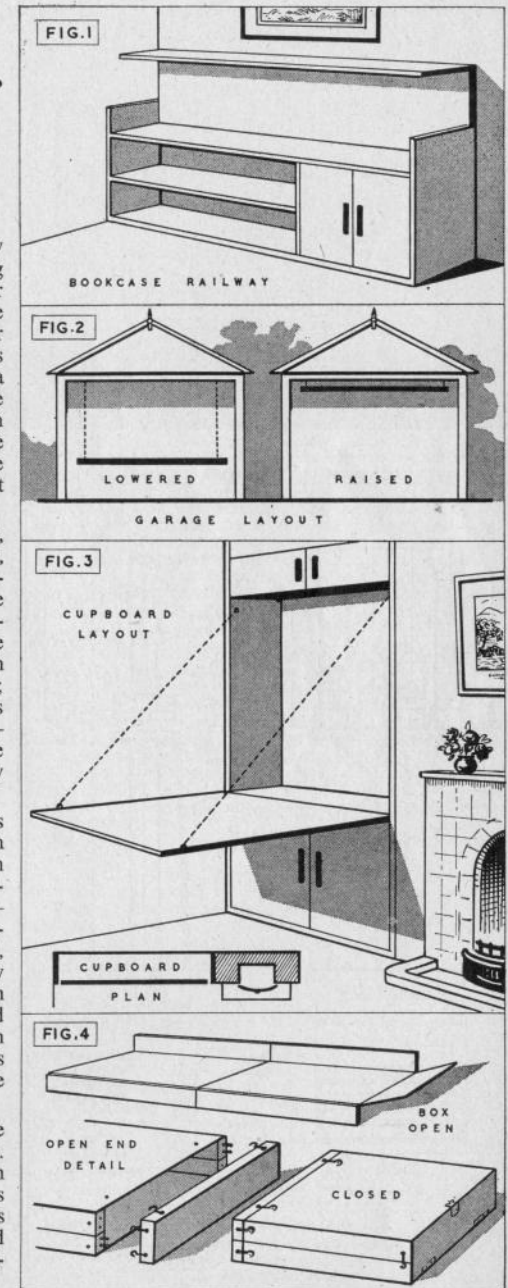 FIG.1
BOOKCASE RAILWAY
FIG.2
LOWERED
RAISED
GARAGE LAYOUT
FIG.3
CUPBOARD
LAYOUT
CUPBOARD
PLAN
FIG.4
BOX
OPEN
OPEN END
DETAIL
CLOSED